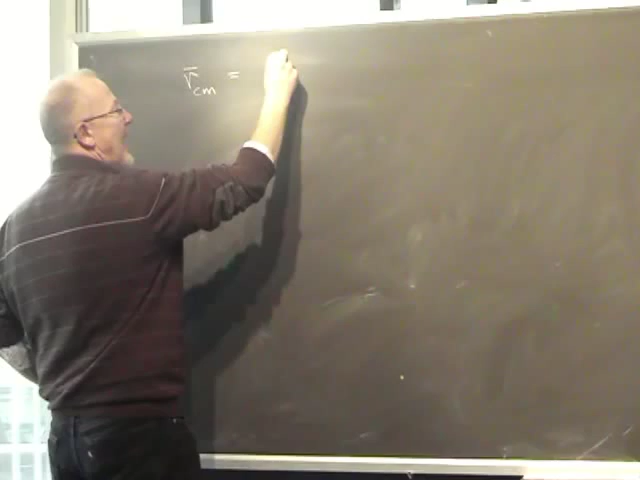 r̄cm =